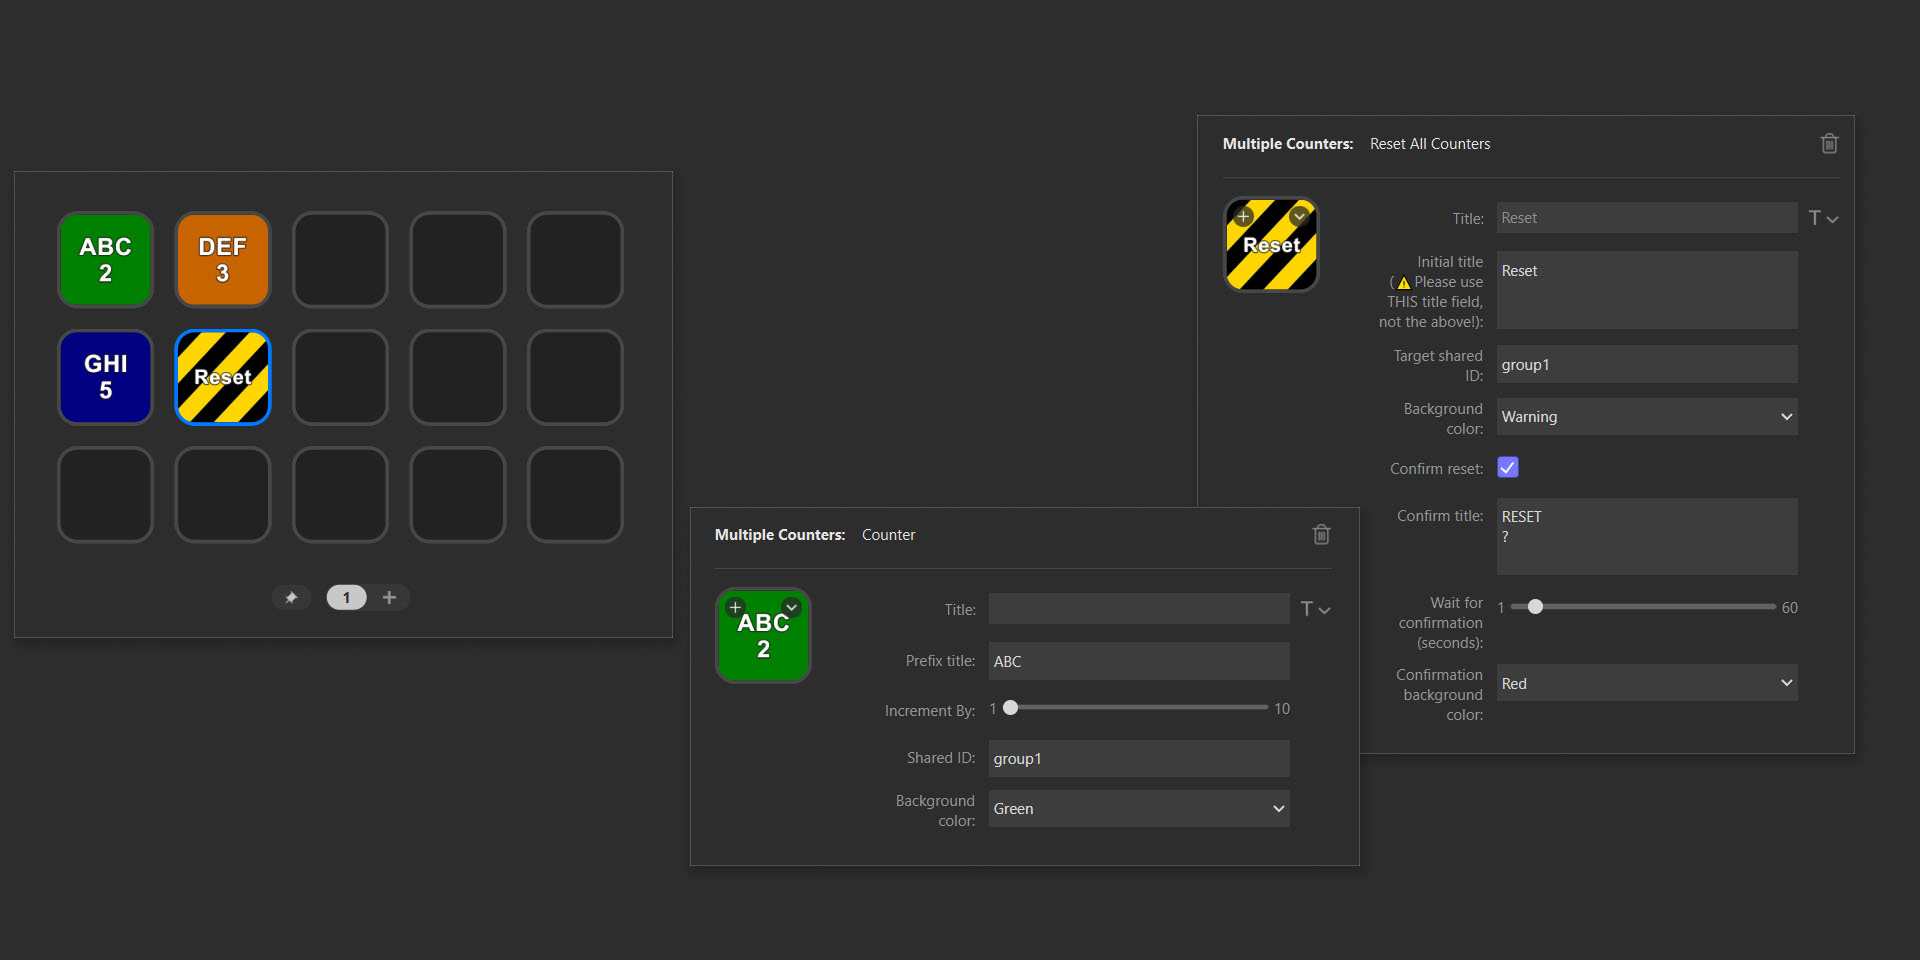 ABC
2
DEF
3
GHI
5
Reset
1
Multiple Counters: Counter
ABC
2
Title:
T
Prefix title: ABC
Increment By: 1 10
Shared ID: group1
Background
color:
Green
Multiple Counters: Reset All Counters
Reset
Title: Reset
T
Initial title
(⚠Please use
THIS title field,
not the above!):
Reset
Target shared
ID:
group1
Background
color:
Warning
Confirm reset:
Confirm title:
RESET
?
Wait for
confirmation
(seconds):
1 60
Confirmation
background
color:
Red